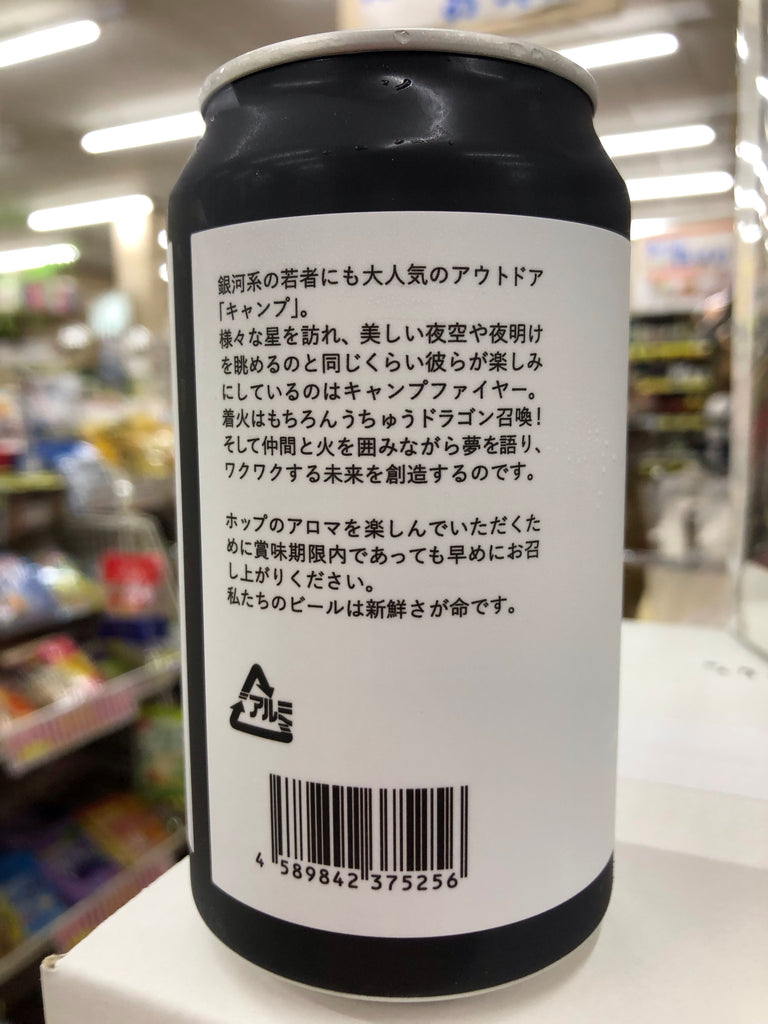 銀河系の若者にも大人気のアウトドア
「キャンプ」。
様々な星を訪れ、美しい夜空や夜明け
を眺めるのと同じくらい彼らが楽しみ
にしているのはキャンプファイヤー。
着火はもちろんうちゅうドラゴン召喚！
そして仲間と火を囲みながら夢を語り、
ワクワクする未来を創造するのです。
ホップのアロマを楽しんでいただくた
めに賞味期限内であっても早めにお召
し上がりください。
私たちのビールは新鮮さが命です。
アルミ
4 589842 375256